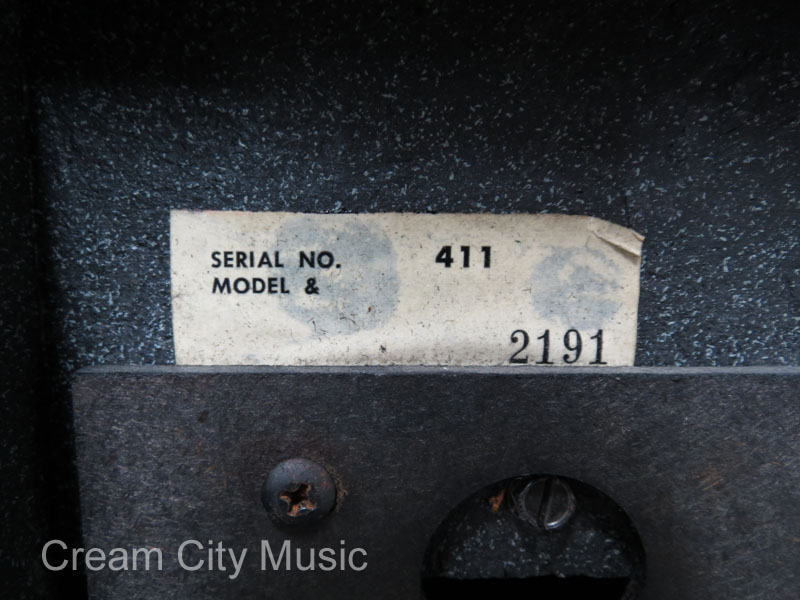 SERIAL NO. 411
MODEL &
2191
Cream City Music